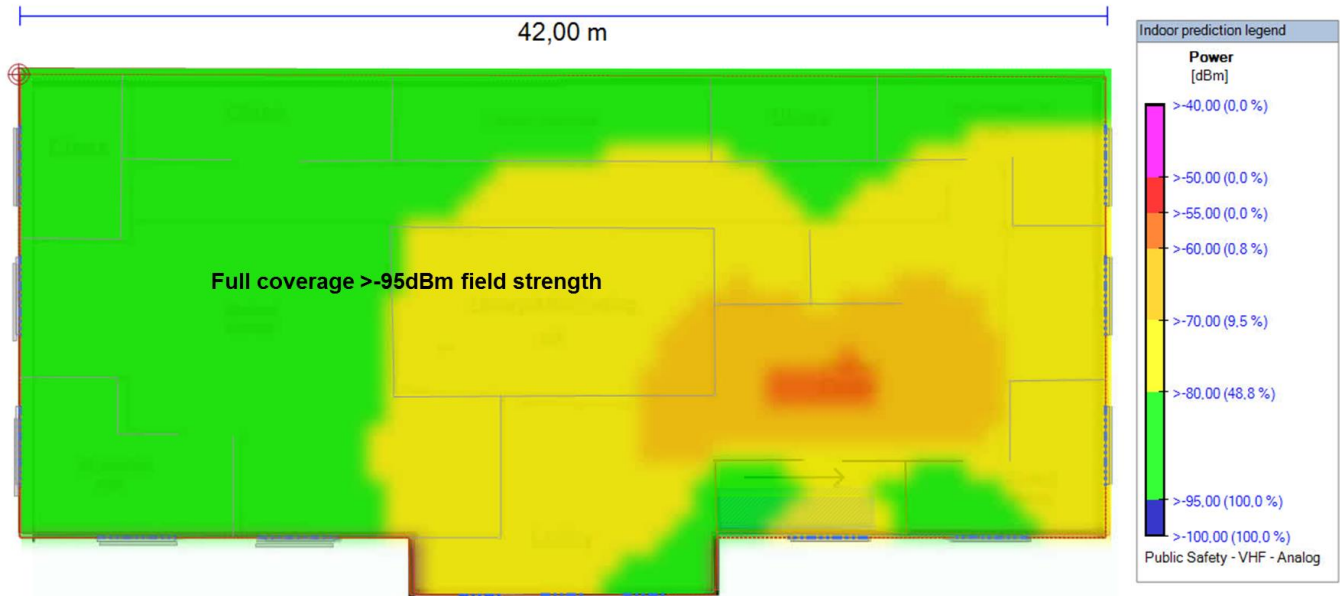 42,00 m
Full coverage >-95dBm field strength
Indoor prediction legend
Power
[dBm]
>-40,00 (0,0 %)
>-50,00 (0,0 %)
>-55,00 (0,0 %)
>-60,00 (0,8 %)
>-70,00 (9,5 %)
>-80,00 (48,8 %)
>-95,00 (100,0 %)
>-100,00 (100,0 %)
Public Safety - VHF - Analog